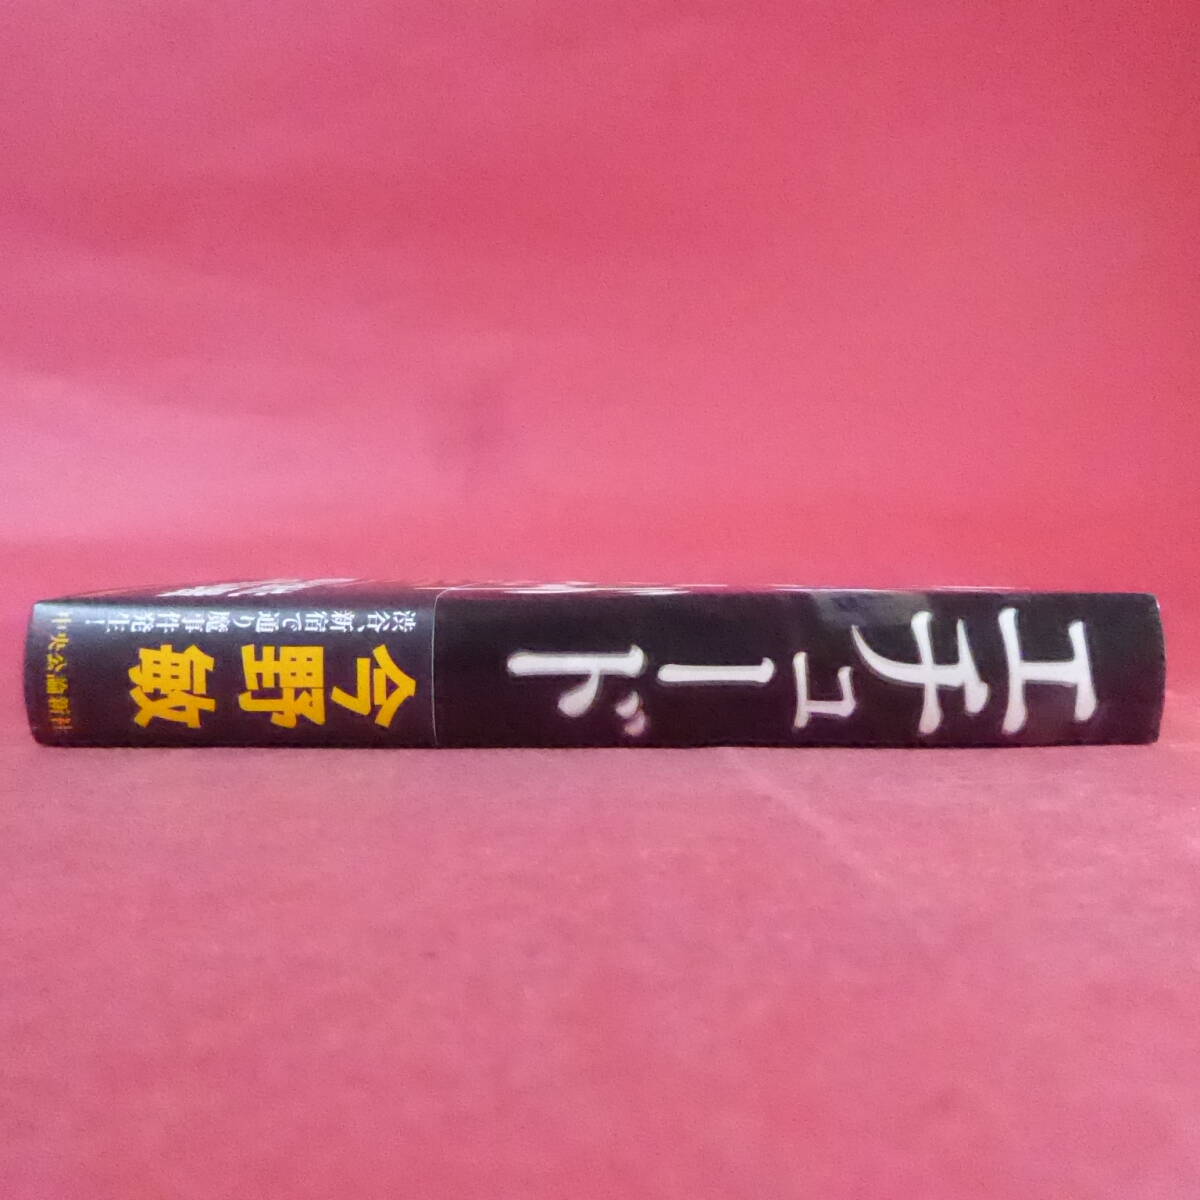 エチュード
渋谷、新宿で通り魔事件発生！
今野敏
中央公論新社